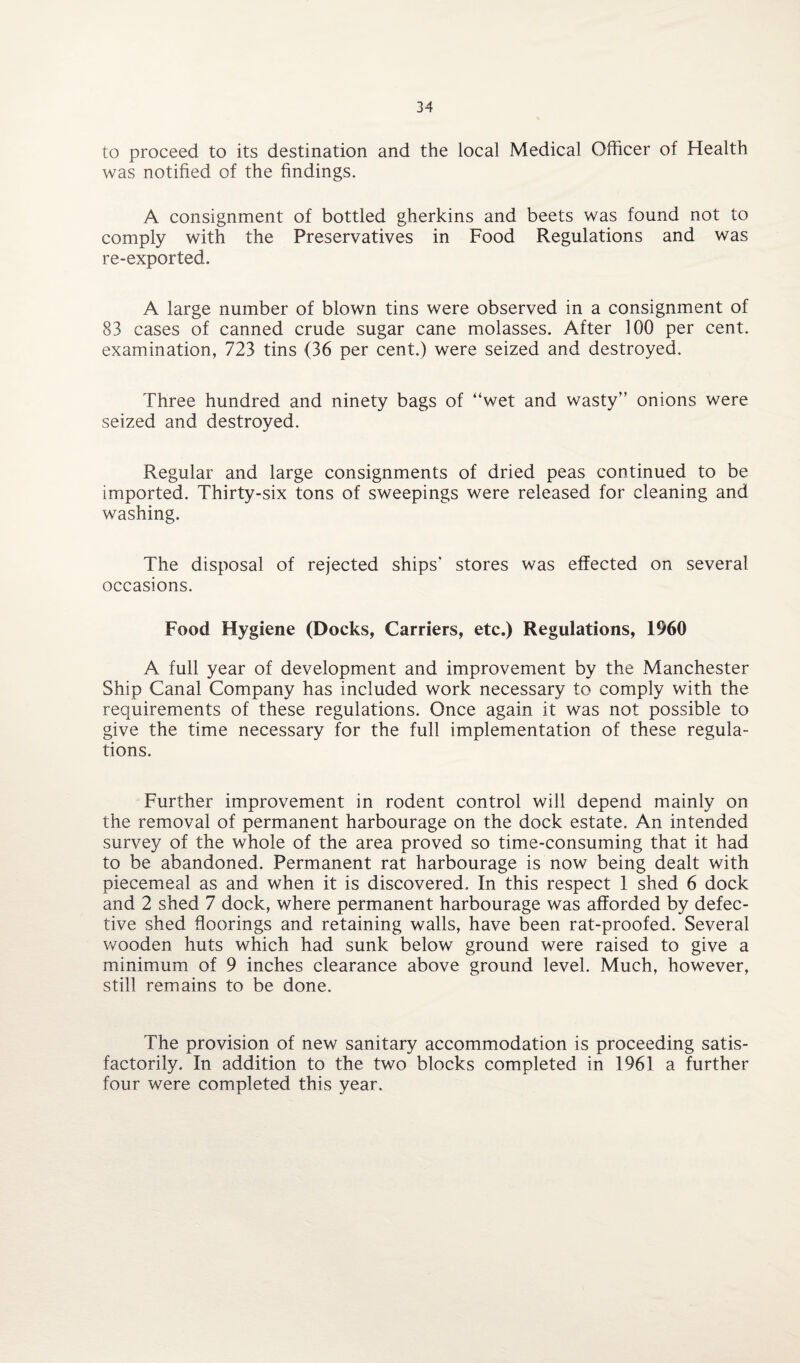 34
to proceed to its destination and the local Medical Officer of Health
was notified of the findings.
A consignment of bottled gherkins and beets was found not to
comply with the Preservatives in Food Regulations and was
re-exported.
A large number of blown tins were observed in a consignment of
83 cases of canned crude sugar cane molasses. After 100 per cent.
examination, 723 tins (36 per cent.) were seized and destroyed.
Three hundred and ninety bags of “wet and wasty” onions were
seized and destroyed.
Regular and large consignments of dried peas continued to be
imported. Thirty-six tons of sweepings were released for cleaning and
washing.
The disposal of rejected ships’ stores was effected on several
occasions.
Food Hygiene (Docks, Carriers, etc.) Regulations, 1960
A full year of development and improvement by the Manchester
Ship Canal Company has included work necessary to comply with the
requirements of these regulations. Once again it was not possible to
give the time necessary for the full implementation of these regula-
tions.
Further improvement in rodent control will depend mainly on
the removal of permanent harbourage on the dock estate. An intended
survey of the whole of the area proved so time-consuming that it had
to be abandoned. Permanent rat harbourage is now being dealt with
piecemeal as and when it is discovered. In this respect 1 shed 6 dock
and 2 shed 7 dock, where permanent harbourage was afforded by defec-
tive shed floorings and retaining walls, have been rat-proofed. Several
wooden huts which had sunk below ground were raised to give a
minimum of 9 inches clearance above ground level. Much, however,
still remains to be done.
The provision of new sanitary accommodation is proceeding satis-
factorily. In addition to the two blocks completed in 1961 a further
four were completed this year.